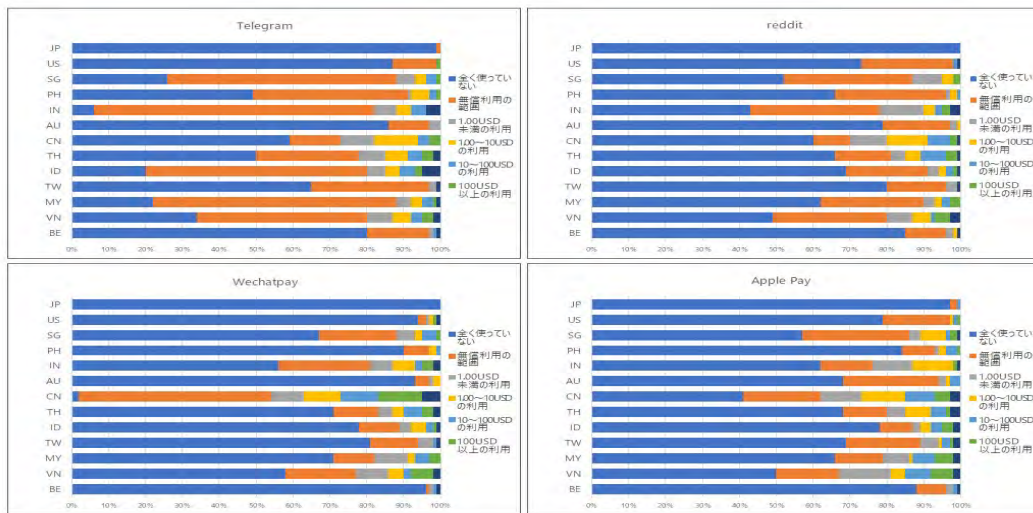 Telegram
JP
US
SG
PH
IN
AU
CN
TH
ID
TW
MY
VN
BE
0% 10% 20% 30% 40% 50% 60% 70% 80% 90% 100%
全く使ってい
ない
無償利用の
範囲
1.00USD
未満の利用
1.00～10USD
の利用
10～100USD
の利用
100USD
以上の利用
reddit
JP
US
SG
PH
IN
AU
CN
TH
ID
TW
MY
VN
BE
0% 10% 20% 30% 40% 50% 60% 70% 80% 90% 100%
全く使ってい
ない
無償利用の
範囲
1.00USD
未満の利用
1.00～10USD
の利用
10～100USD
の利用
100USD
以上の利用
Wechatpay
JP
US
SG
PH
IN
AU
CN
TH
ID
TW
MY
VN
BE
0% 10% 20% 30% 40% 50% 60% 70% 80% 90% 100%
全く使ってい
ない
無償利用の
範囲
1.00USD
未満の利用
1.00～10USD
の利用
10～100USD
の利用
100USD
以上の利用
Apple Pay
JP
US
SG
PH
IN
AU
CN
TH
ID
TW
MY
VN
BE
0% 10% 20% 30% 40% 50% 60% 70% 80% 90% 100%
全く使ってい
ない
無償利用の
範囲
1.00USD
未満の利用
1.00～10USD
の利用
10～100USD
の利用
100USD
以上の利用